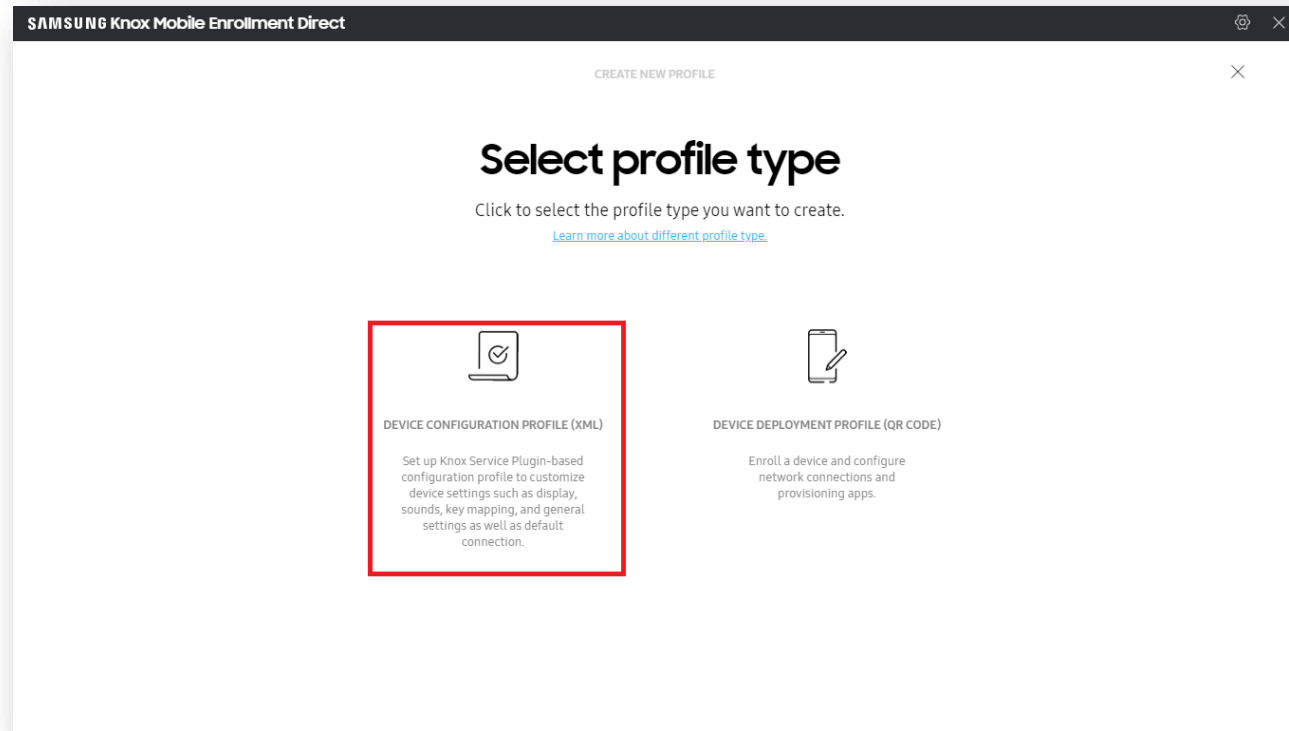 SAMSUNG Knox Mobile Enrollment Direct
CREATE NEW PROFILE
Select profile type
Click to select the profile type you want to create.
Learn more about different profile type.
DEVICE CONFIGURATION PROFILE (XML)
Set up Knox Service Plugin-based
configuration profile to customize
device settings such as display,
sounds, key mapping, and general
settings as well as default
connection.
DEVICE DEPLOYMENT PROFILE (QR CODE)
Enroll a device and configure
network connections and
provisioning apps.